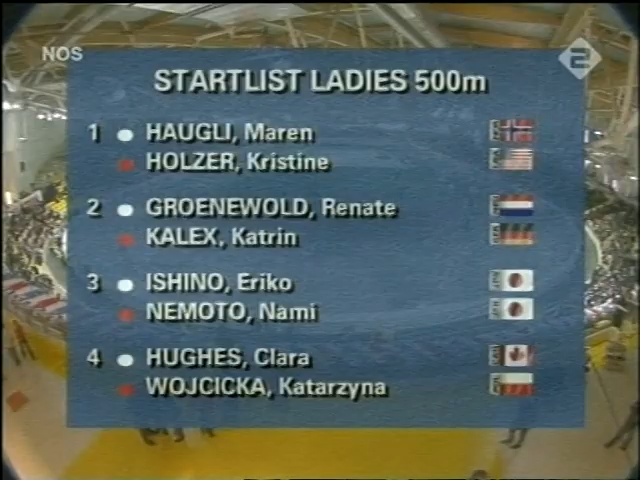 NOS
2
STARTLIST LADIES 500m
1 HAUGLI, Maren
HOLZER, Kristine
2 GROENEWOLD, Renate
KALEX, Katrin
3 ISHINO, Eriko
NEMOTO, Nami
4 HUGHES, Clara
WOJCICKA, Katarzyna